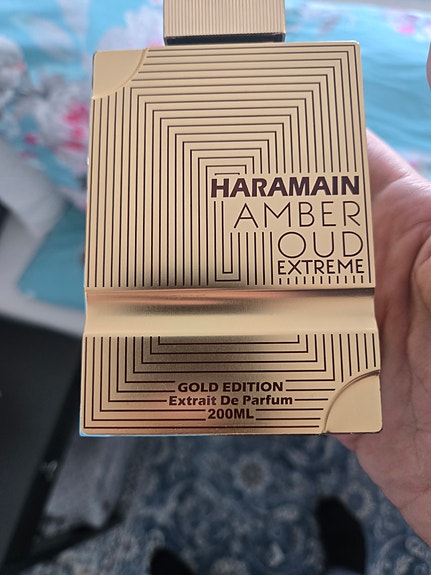 HARAMAIN
AMBER
OUD
EXTREME
GOLD EDITION
Extrait De Parfum
200ML